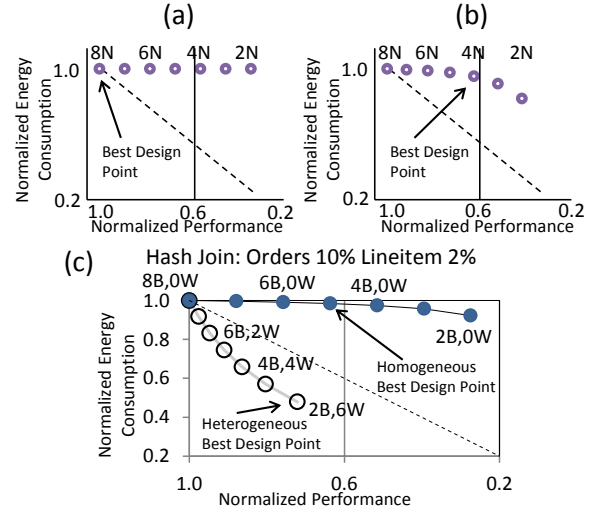 (a)
8N 6N 4N 2N
1.0
0.2
Normalized Energy
Consumption
Best Design
Point
1.0 0.6 0.2
Normalized Performance
(b)
8N 6N 4N 2N
1.0
0.2
Normalized Energy
Consumption
Best Design
Point
1.0 0.6 0.2
Normalized Performance
(c)
Hash Join: Orders 10% Lineitem 2%
8B,0W 6B,0W 4B,0W
2B,0W
6B,2W
4B,4W
2B,6W
Homogeneous
Best Design Point
Heterogeneous
Best Design Point
1.0
0.8
0.6
0.4
0.2
Normalized Energy
Consumption
1.0 0.6 0.2
Normalized Performance